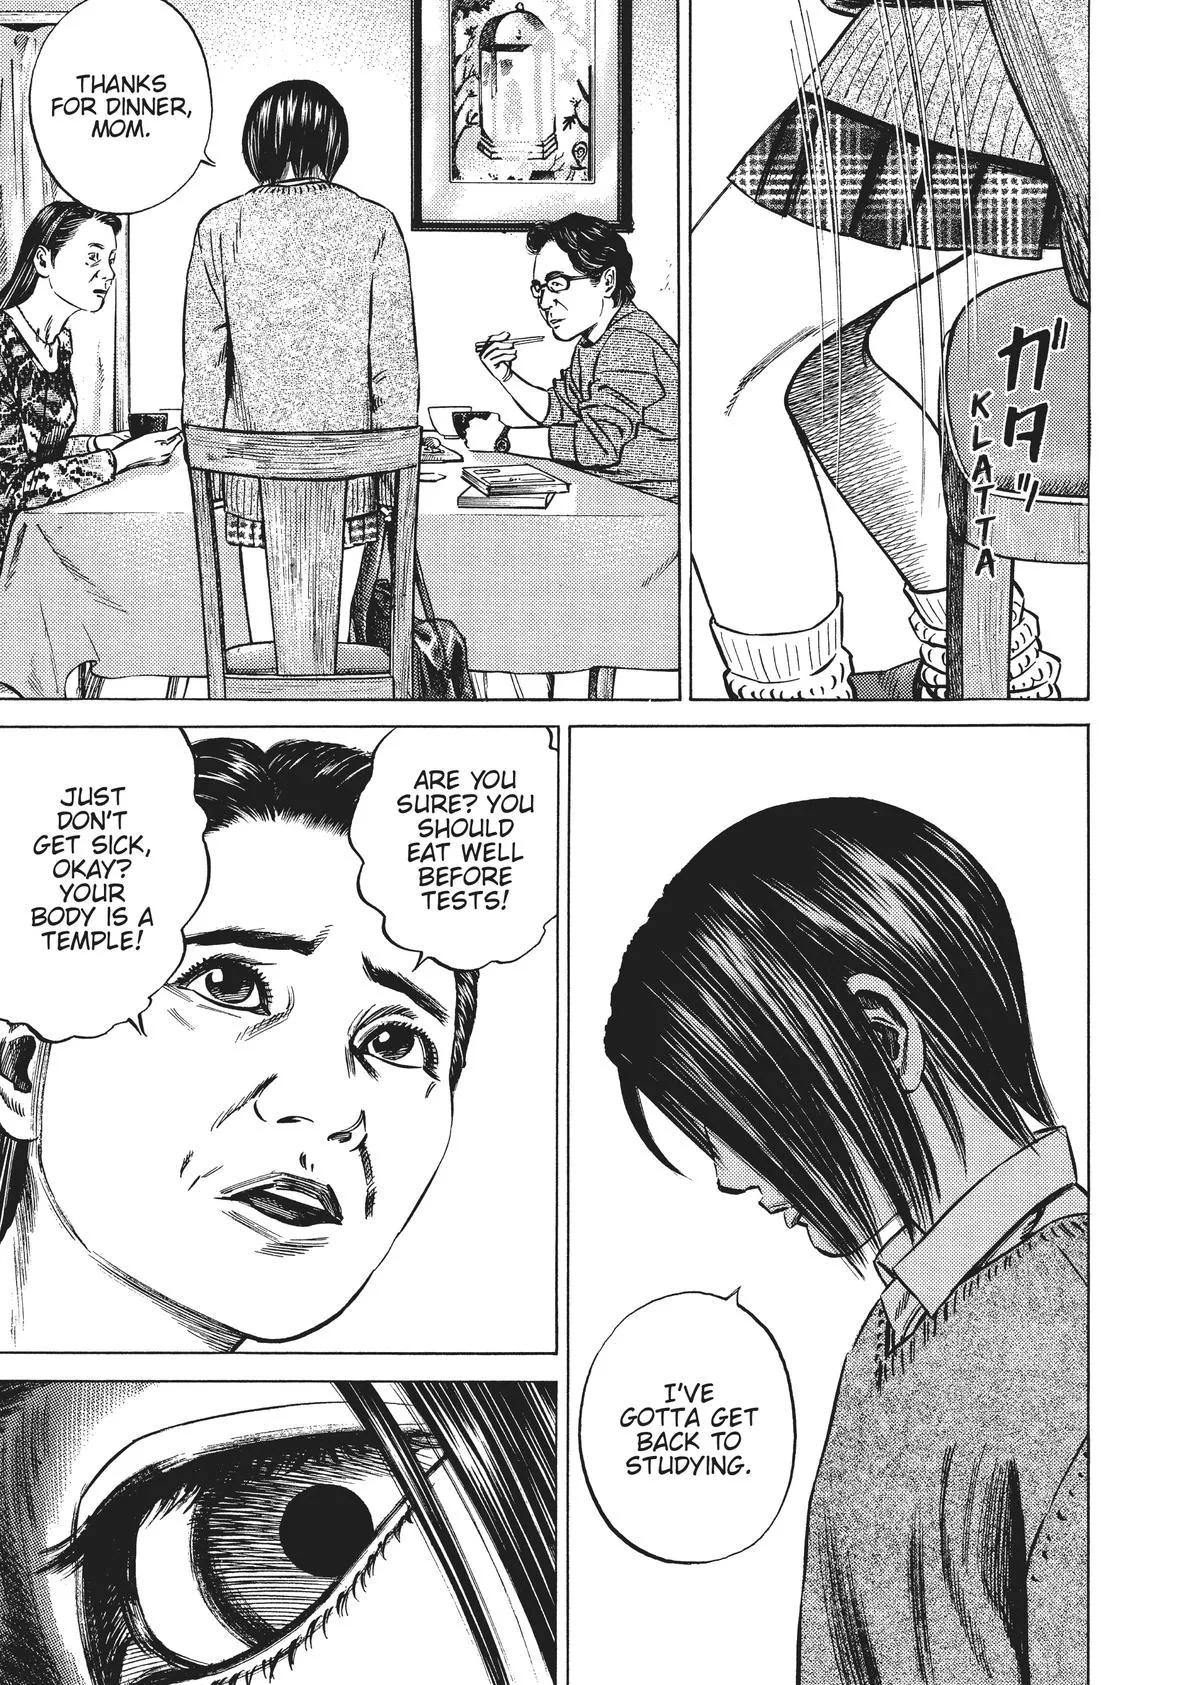 ガタッ
KLATTA
THANKS
FOR DINNER,
MOM.
I'VE
GOTTA GET
BACK TO
STUDYING.
ARE YOU
SURE? YOU
SHOULD
EAT WELL
BEFORE
TESTS!
JUST
DON'T
GET SICK,
OKAY?
YOUR
BODY IS A
TEMPLE!